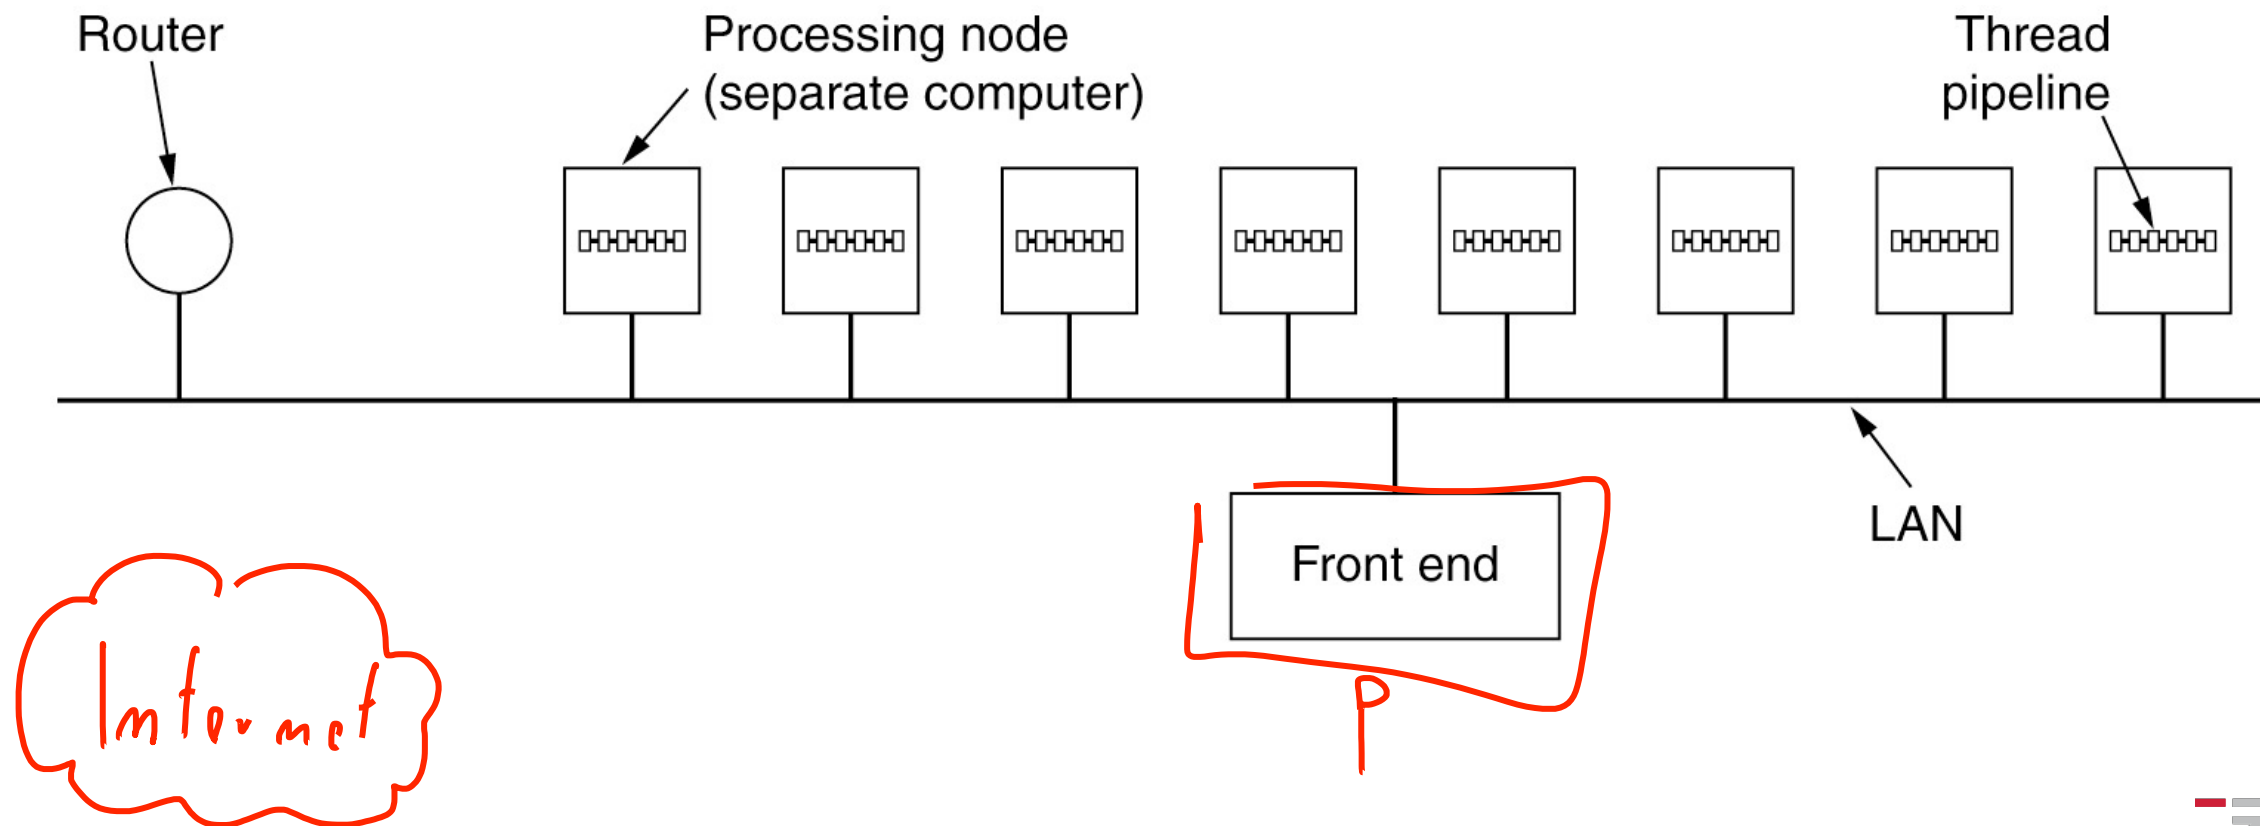 Router
Processing node
(separate computer)
Thread
pipeline
LAN
Front end
Internet
P